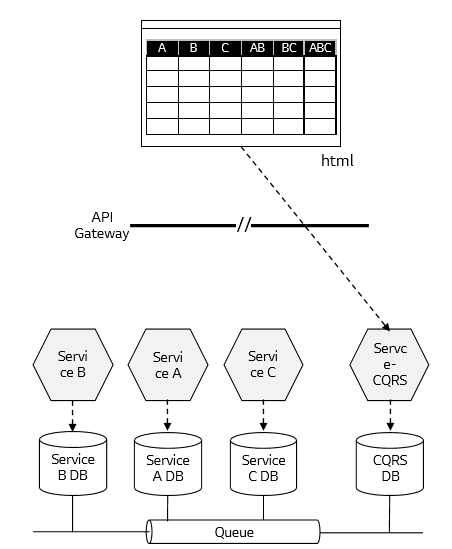 A B C AB BC ABC
html
API
Gateway
Servi
ce B
Servi
ce A
Servi
ce C
Servc
e-
CQRS
Service
B DB
Service
A DB
Service
C DB
CQRS
DB
Queue